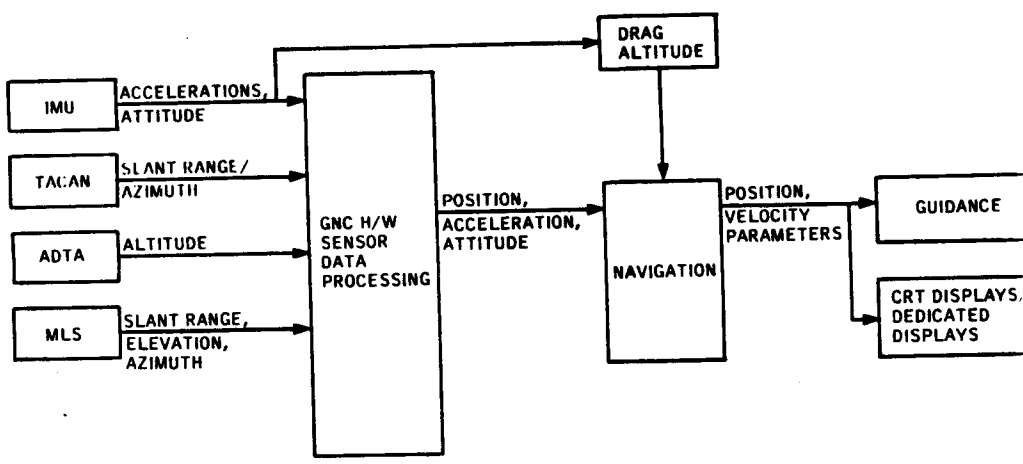 DRAG
ALTITUDE
IMU
ACCELERATIONS,
ATTITUDE
TACAN
SLANT RANGE/
AZIMUTH
ADTA
ALTITUDE
MLS
SLANT RANGE,
ELEVATION,
AZIMUTH
GNC H/W
SENSOR
DATA
PROCESSING
POSITION,
ACCELERATION,
ATTITUDE
NAVIGATION
POSITION,
VELOCITY
PARAMETERS
GUIDANCE
CRT DISPLAYS,
DEDICATED
DISPLAYS